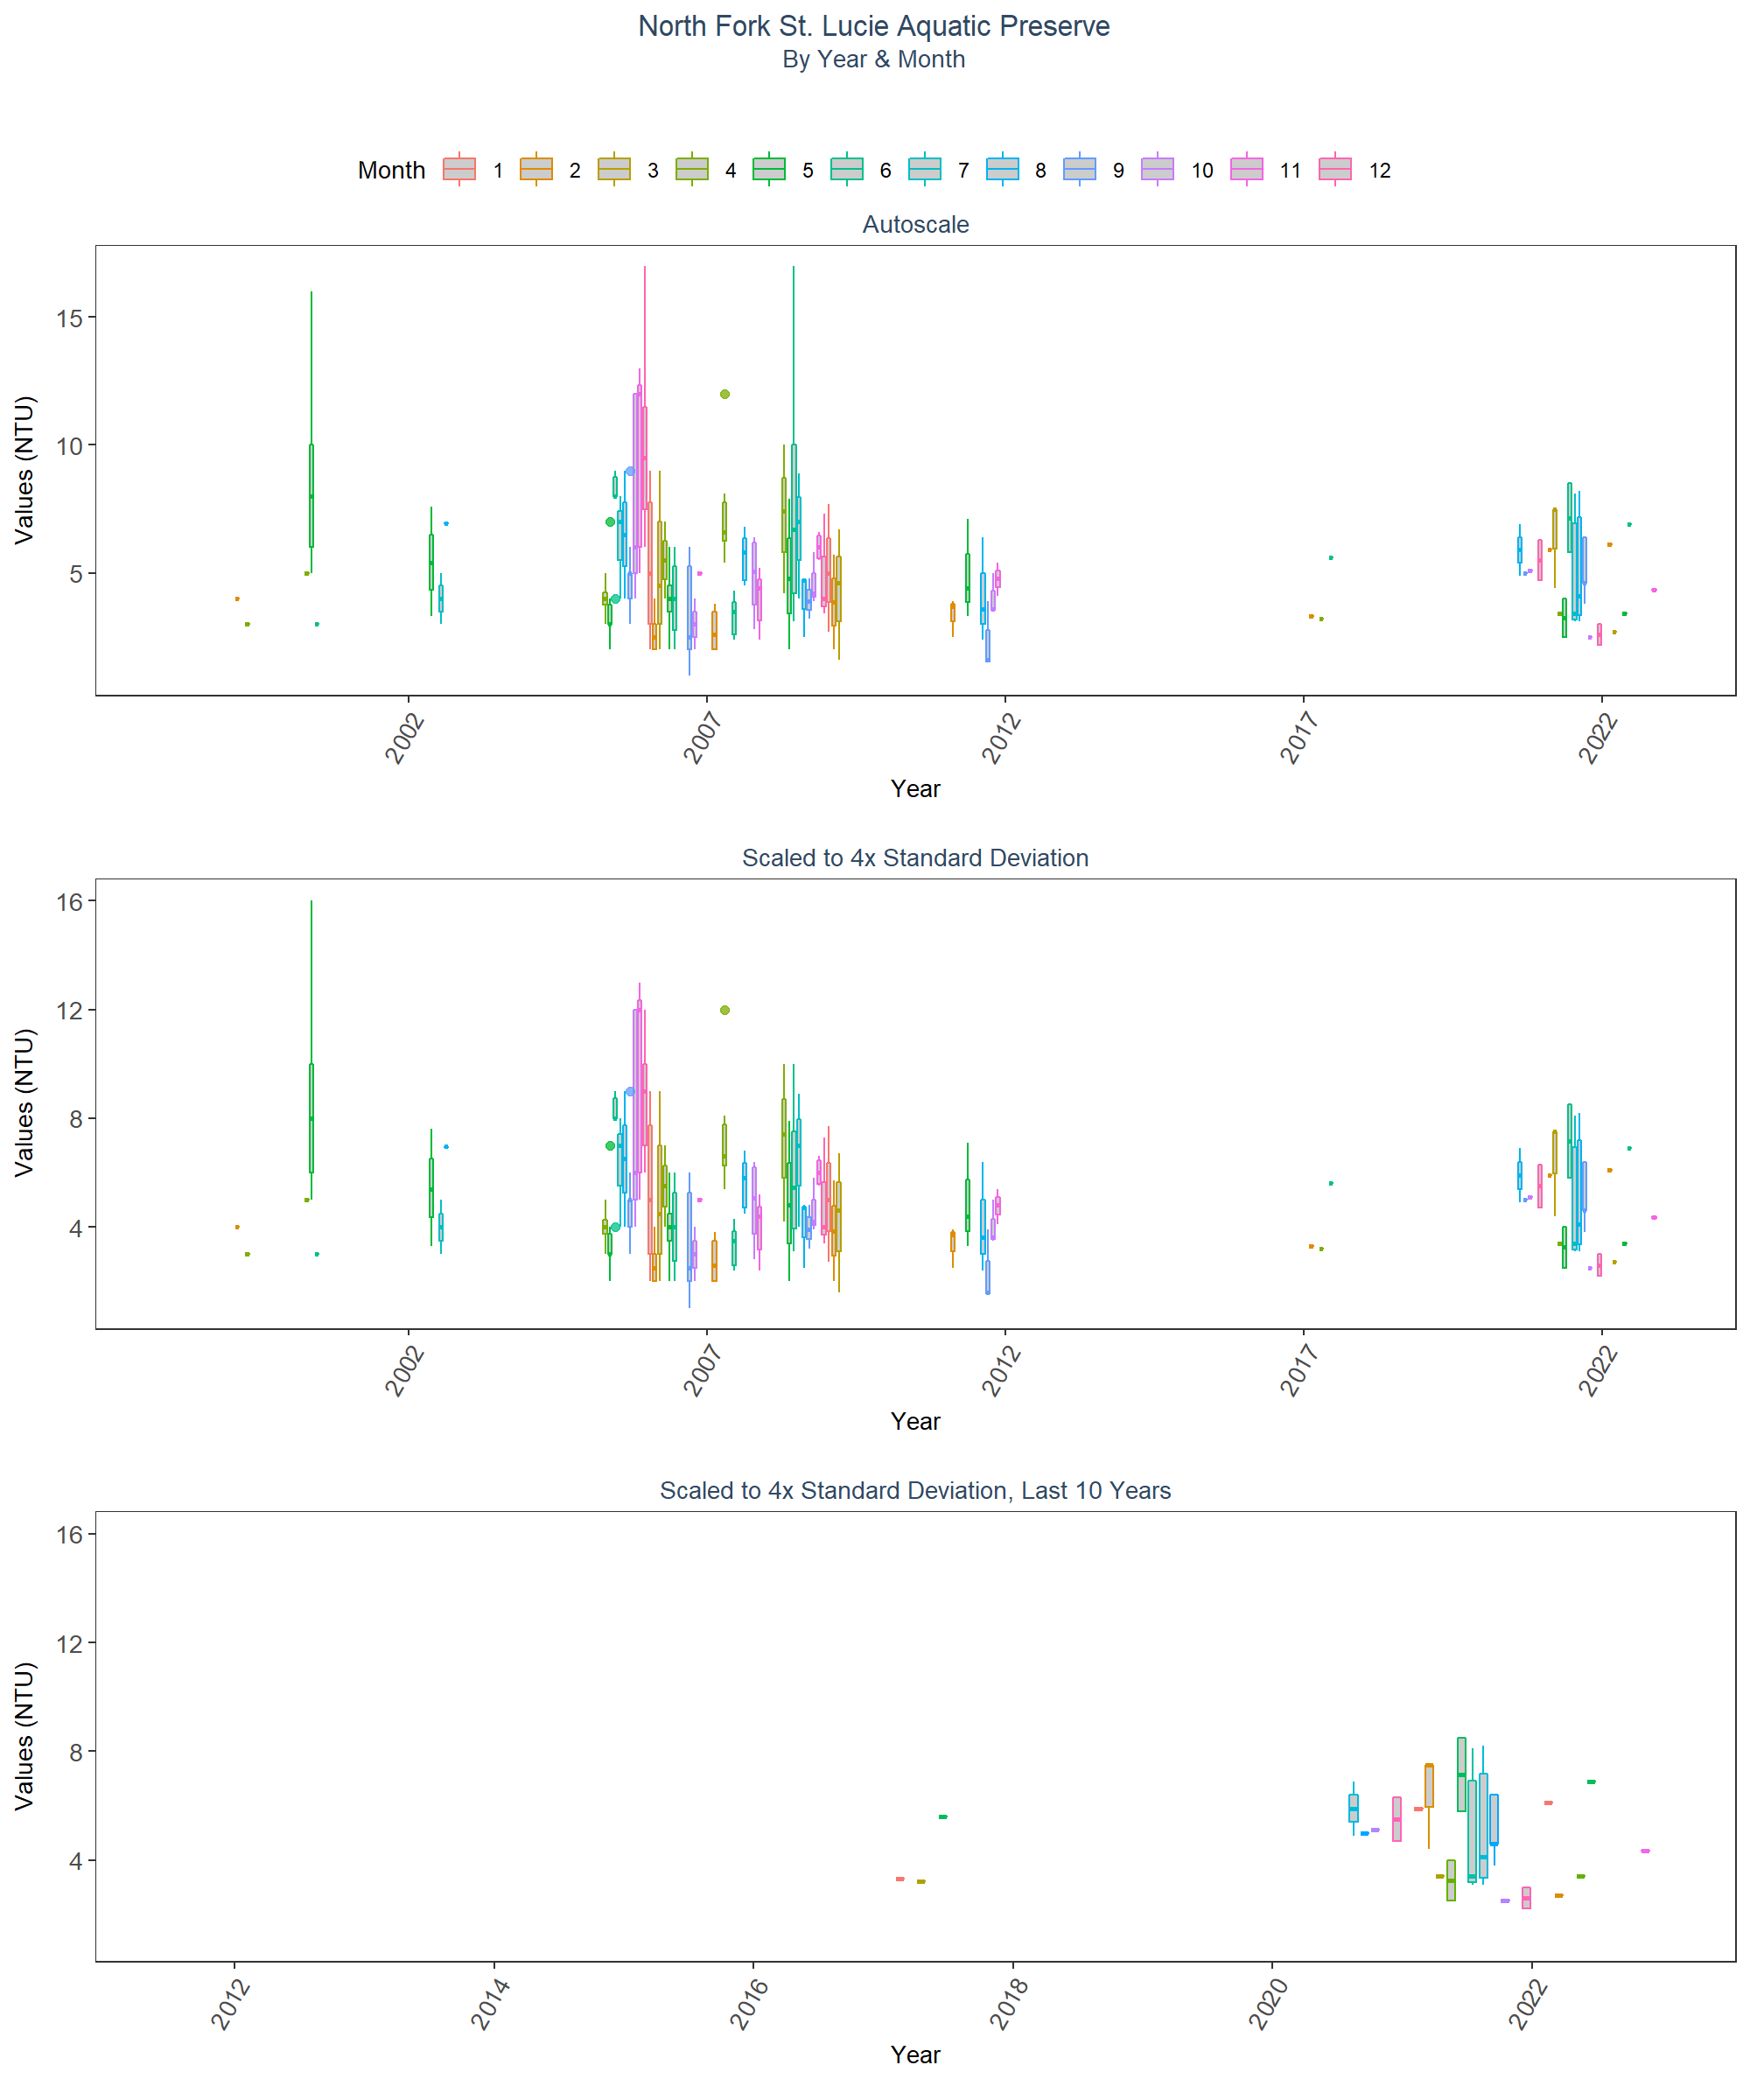 North Fork St. Lucie Aquatic Preserve
By Year & Month
Month 1 2 3 4 5 6 7 8 9 10 11 12
Autoscale
Values (NTU)
15
10
5
2002 2007 2012 2017 2022
Year
Scaled to 4x Standard Deviation
Values (NTU)
16
12
8
4
2002 2007 2012 2017 2022
Year
Scaled to 4x Standard Deviation, Last 10 Years
Values (NTU)
16
12
8
4
2012 2014 2016 2018 2020 2022
Year